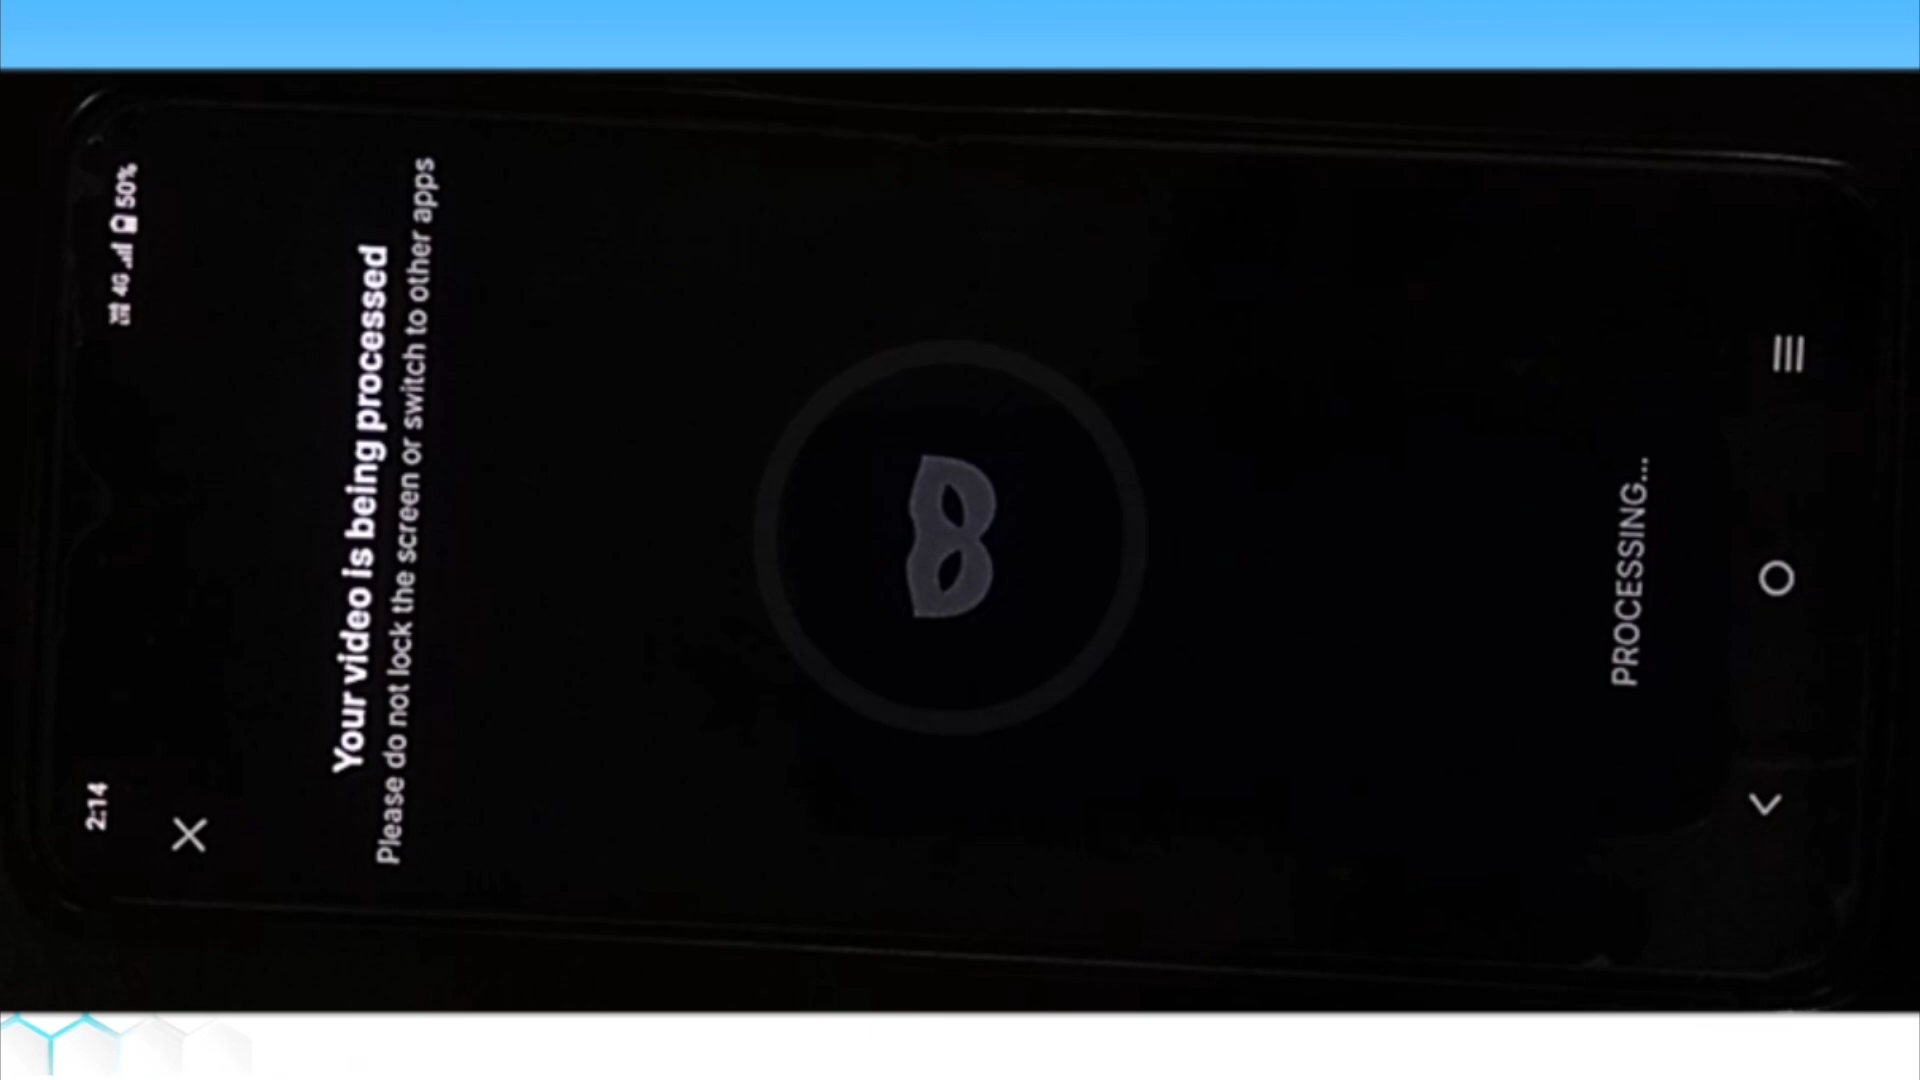 2:14
4G 50%
Your video is being processed
Please do not lock the screen or switch to other apps
PROCESSING...